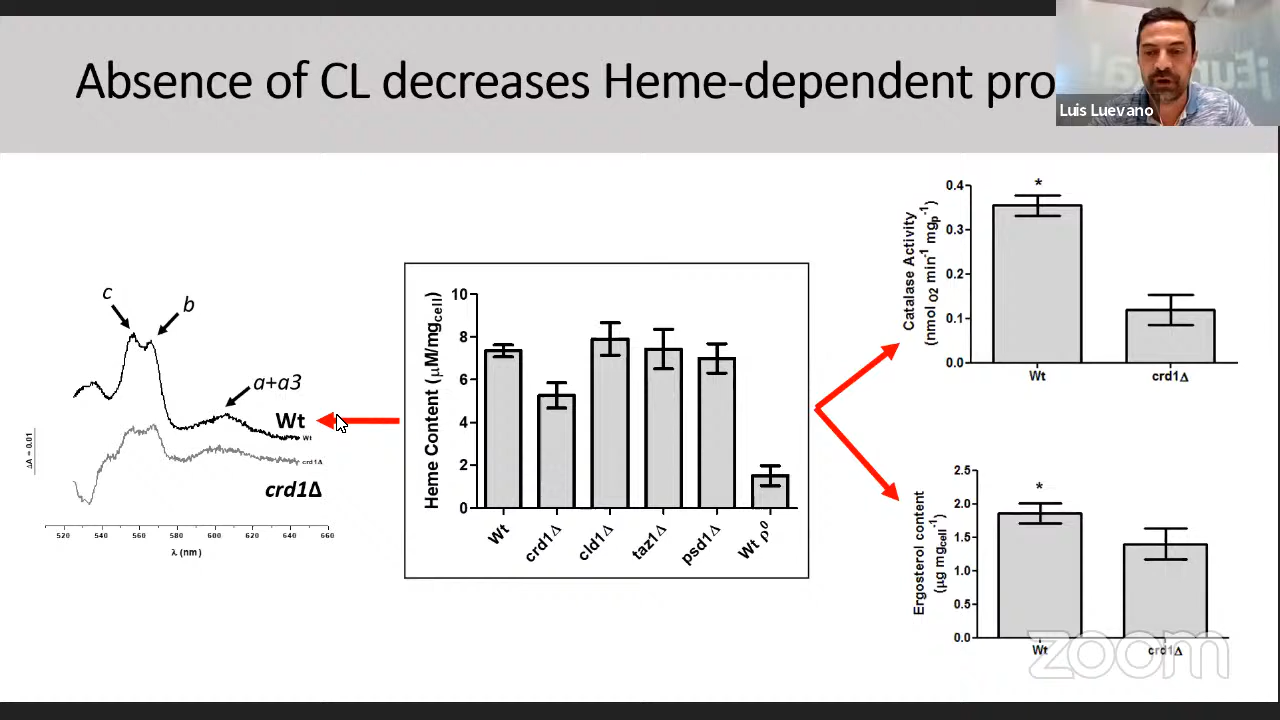 Absence of CL decreases Heme-dependent pro
Luis Luevano
c
b
a+a3
Wt
Wt
crd1Δ
crd1Δ
ΔA = 0.01
520 540 560 580 600 620 640 660
λ (nm)
Heme Content (μM/mgcell)
10
8
6
4
2
0
Wt
crd1Δ
cld1Δ
taz1Δ
psd1Δ
Wt ρ0
Catalase Activity
(nmol O2 min-1 mgp-1)
0.4
0.3
0.2
0.1
0.0
*
Wt crd1Δ
Ergosterol content
(μg mgcell-1)
2.5
2.0
1.5
1.0
0.5
0.0
*
Wt crd1Δ
zoom